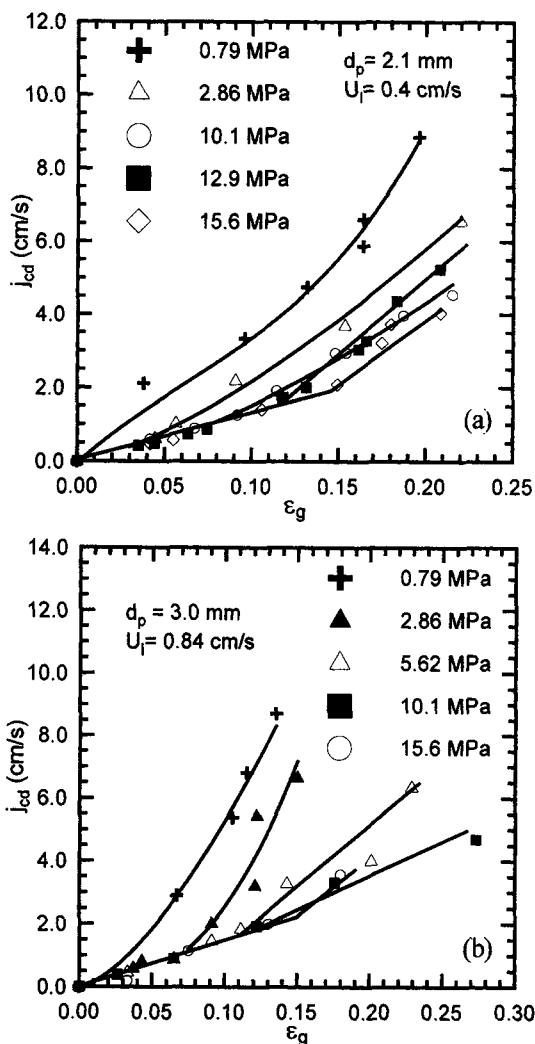 12.0
10.0
8.0
6.0
4.0
2.0
0.0
j_cd (cm/s)
0.79 MPa
2.86 MPa
10.1 MPa
12.9 MPa
15.6 MPa
d_p= 2.1 mm
U_l= 0.4 cm/s
(a)
0.00 0.05 0.10 0.15 0.20 0.25
ε_g
14.0
12.0
10.0
8.0
6.0
4.0
2.0
0.0
j_cd (cm/s)
d_p = 3.0 mm
U_l= 0.84 cm/s
0.79 MPa
2.86 MPa
5.62 MPa
10.1 MPa
15.6 MPa
(b)
0.00 0.05 0.10 0.15 0.20 0.25 0.30
ε_g